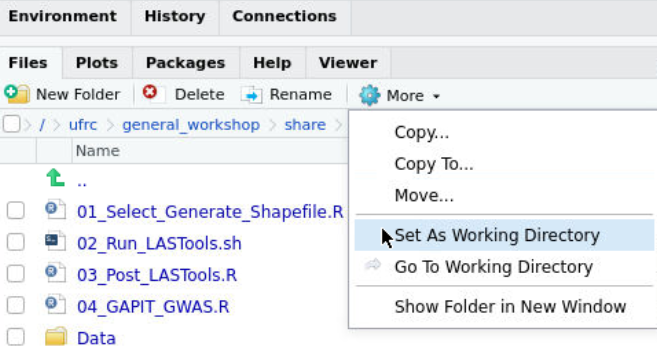 Environment History Connections
Files Plots Packages Help Viewer
New Folder Delete Rename More
/ ufrc general_workshop share
Name
..
01_Select_Generate_Shapefile.R
02_Run_LASTools.sh
03_Post_LASTools.R
04_GAPIT_GWAS.R
Data
Copy...
Copy To...
Move...
Set As Working Directory
Go To Working Directory
Show Folder in New Window